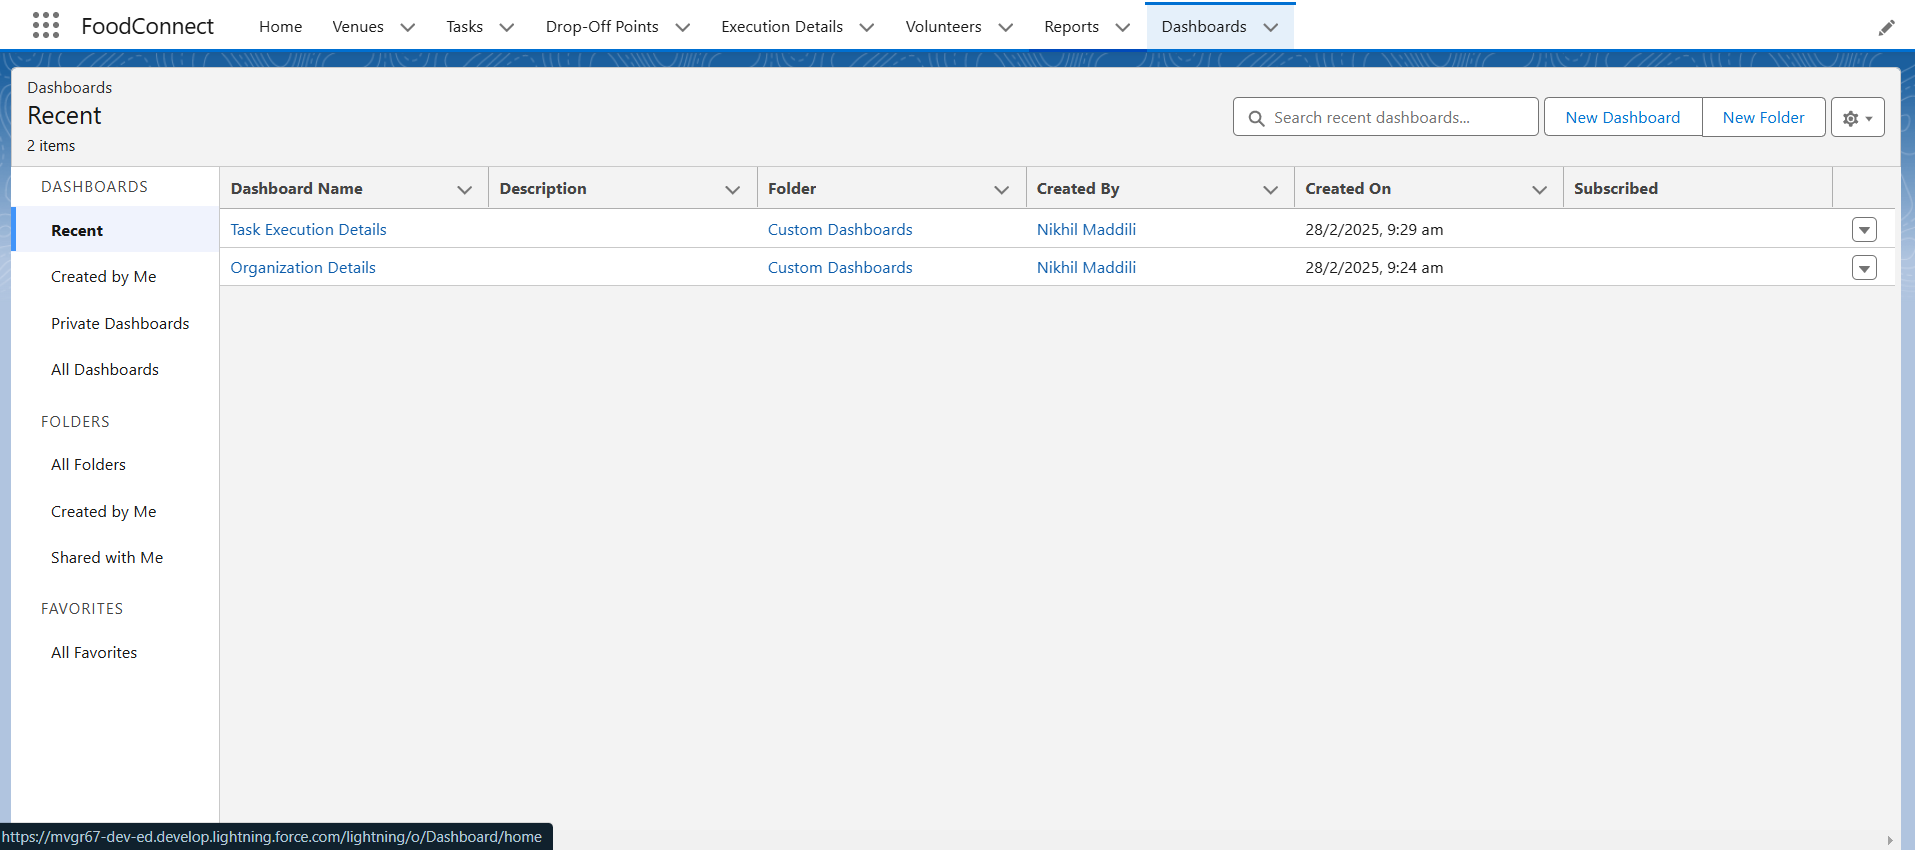 FoodConnect Home Venues Tasks Drop-Off Points Execution Details Volunteers Reports Dashboards
Dashboards
Recent
2 items
Search recent dashboards...
New Dashboard
New Folder
DASHBOARDS
Recent
Created by Me
Private Dashboards
All Dashboards
FOLDERS
All Folders
Created by Me
Shared with Me
FAVORITES
All Favorites
Dashboard Name Description Folder Created By Created On Subscribed
Task Execution Details Custom Dashboards Nikhil Maddili 28/2/2025, 9:29 am
Organization Details Custom Dashboards Nikhil Maddili 28/2/2025, 9:24 am
https://mvgr67-dev-ed.develop.lightning.force.com/lightning/o/Dashboard/home